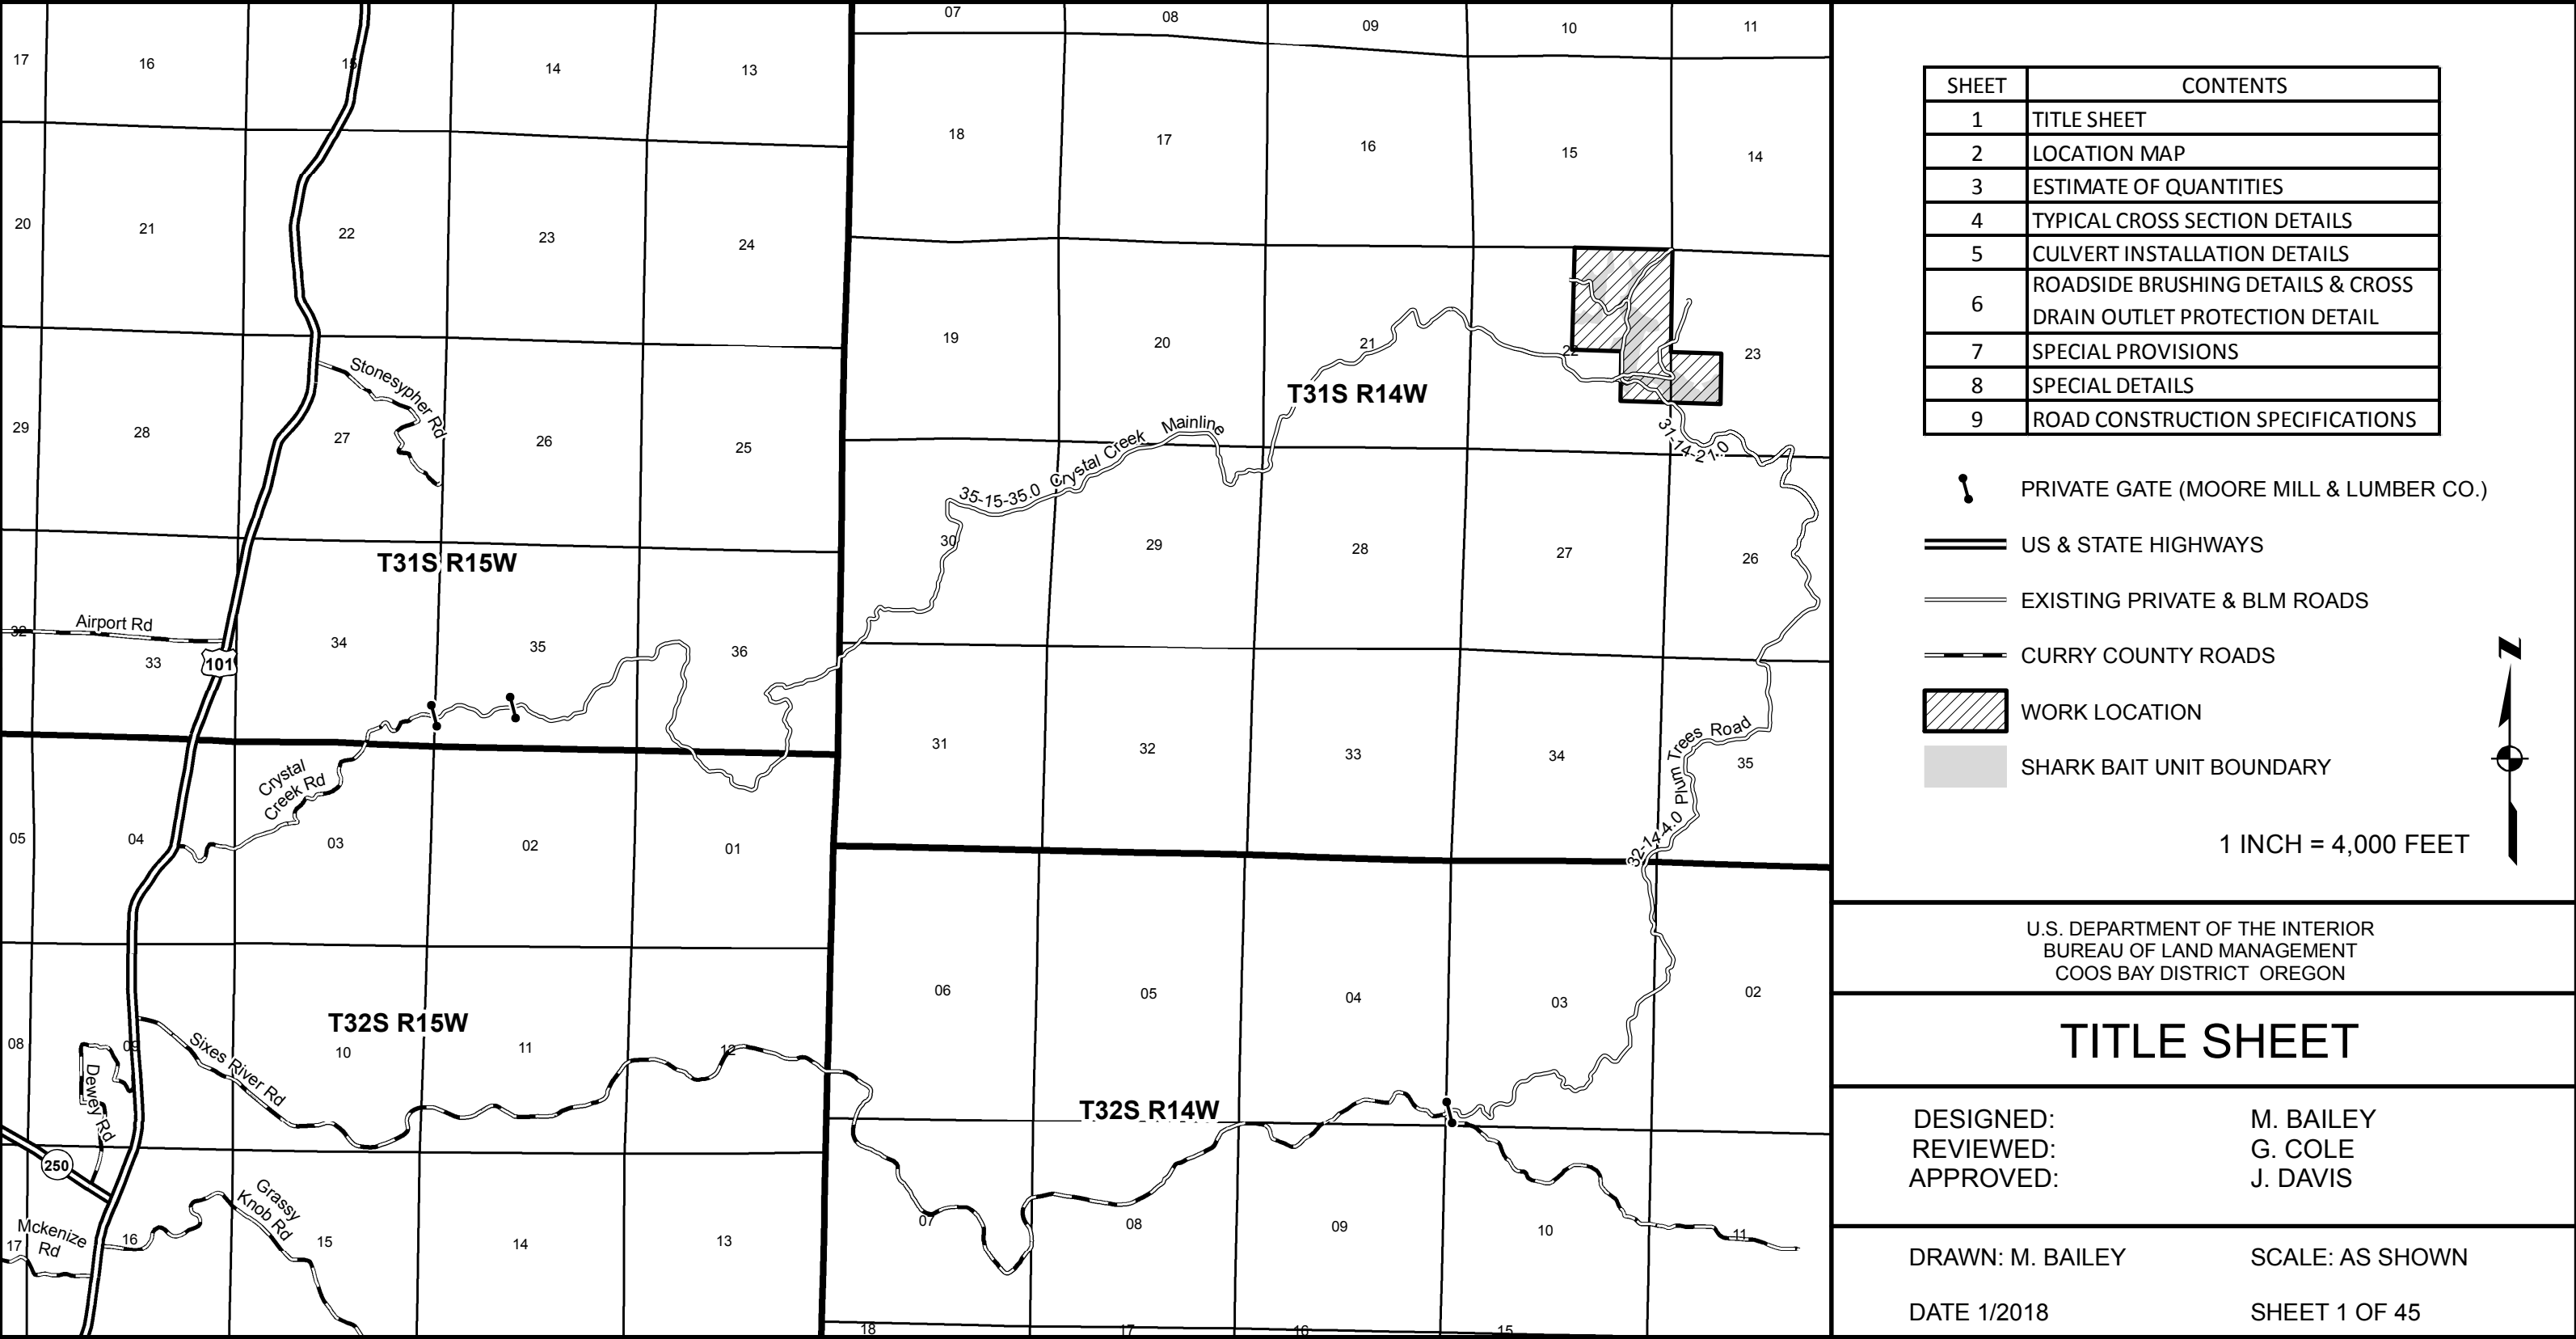 07
08
09
10
11
17
16
15
14
13
18
17
16
15
14
20
21
22
23
24
19
20
21
22
23
Stonesypher Rd
T31S R14W
29
28
27
26
25
Crystal Creek Mainline
35-15-35.0
31-14-21.0
30
29
28
27
26
T31S R15W
Airport Rd
32
33
34
35
36
101
31
32
33
34
35
Plum Trees Road
32-14-4.0
Crystal
Creek Rd
05
04
03
02
01
06
05
04
03
02
T32S R15W
08
09
10
11
12
Sixes River Rd
Dewey Rd
T32S R14W
250
Grassy
Knob Rd
Mckenize
Rd
17
16
15
14
13
07
08
09
10
11
18
17
16
15
SHEET CONTENTS
1 TITLE SHEET
2 LOCATION MAP
3 ESTIMATE OF QUANTITIES
4 TYPICAL CROSS SECTION DETAILS
5 CULVERT INSTALLATION DETAILS
6 ROADSIDE BRUSHING DETAILS & CROSS
DRAIN OUTLET PROTECTION DETAIL
7 SPECIAL PROVISIONS
8 SPECIAL DETAILS
9 ROAD CONSTRUCTION SPECIFICATIONS
PRIVATE GATE (MOORE MILL & LUMBER CO.)
US & STATE HIGHWAYS
EXISTING PRIVATE & BLM ROADS
CURRY COUNTY ROADS
WORK LOCATION
SHARK BAIT UNIT BOUNDARY
N
1 INCH = 4,000 FEET
U.S. DEPARTMENT OF THE INTERIOR
BUREAU OF LAND MANAGEMENT
COOS BAY DISTRICT OREGON
TITLE SHEET
DESIGNED: M. BAILEY
REVIEWED: G. COLE
APPROVED: J. DAVIS
DRAWN: M. BAILEY SCALE: AS SHOWN
DATE 1/2018 SHEET 1 OF 45